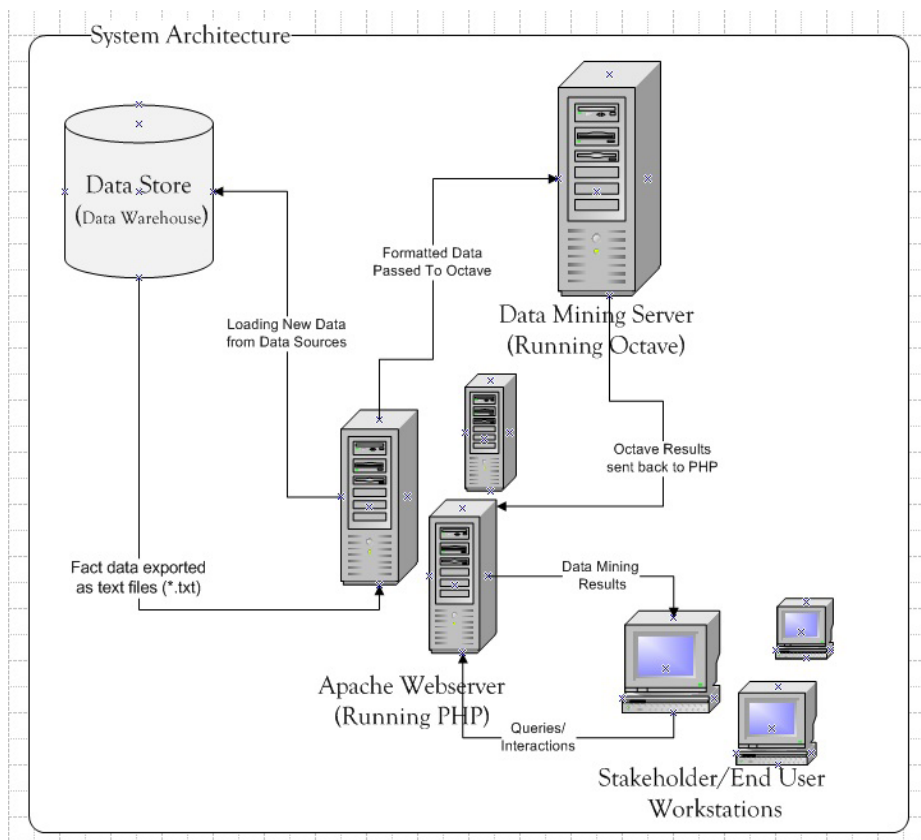 System Architecture
Data Store
(Data Warehouse)
Formatted Data
Passed To Octave
Loading New Data
from Data Sources
Data Mining Server
(Running Octave)
Octave Results
sent back to PHP
Fact data exported
as text files (*.txt)
Data Mining
Results
Apache Webserver
(Running PHP)
Queries/
Interactions
Stakeholder/End User
Workstations